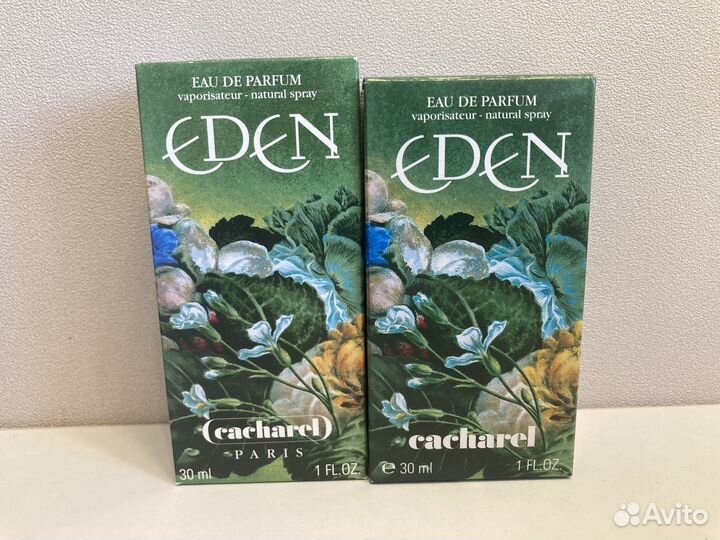 EAU DE PARFUM
vaporisateur - natural spray
EDEN
(cacharel)
PARIS
30 ml 1 FL.OZ.
EAU DE PARFUM
vaporisateur - natural spray
EDEN
cacharel
e 30 ml 1 FL.OZ.
Avito